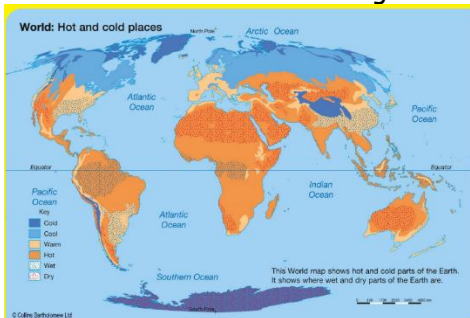 World: Hot and cold places
North Pole
Arctic Ocean
Atlantic
Ocean
Pacific
Ocean
Equator
Equator
Pacific
Ocean
Indian
Ocean
Atlantic
Ocean
Key
Cold
Cool
Warm
Hot
Wet
Dry
Southern Ocean
This World map shows hot and cold parts of the Earth.
It shows where wet and dry parts of the Earth are.
South Pole
© Collins Bartholomew Ltd